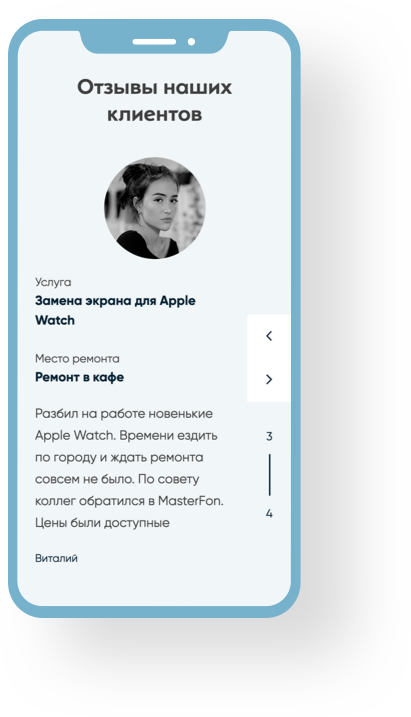 Отзывы наших
клиентов
Услуга
Замена экрана для Apple
Watch
Место ремонта
Ремонт в кафе
Разбил на работе новенькие
Apple Watch. Времени ездить
по городу и ждать ремонта
совсем не было. По совету
коллег обратился в MasterFon.
Цены были доступные
Виталий
3
4